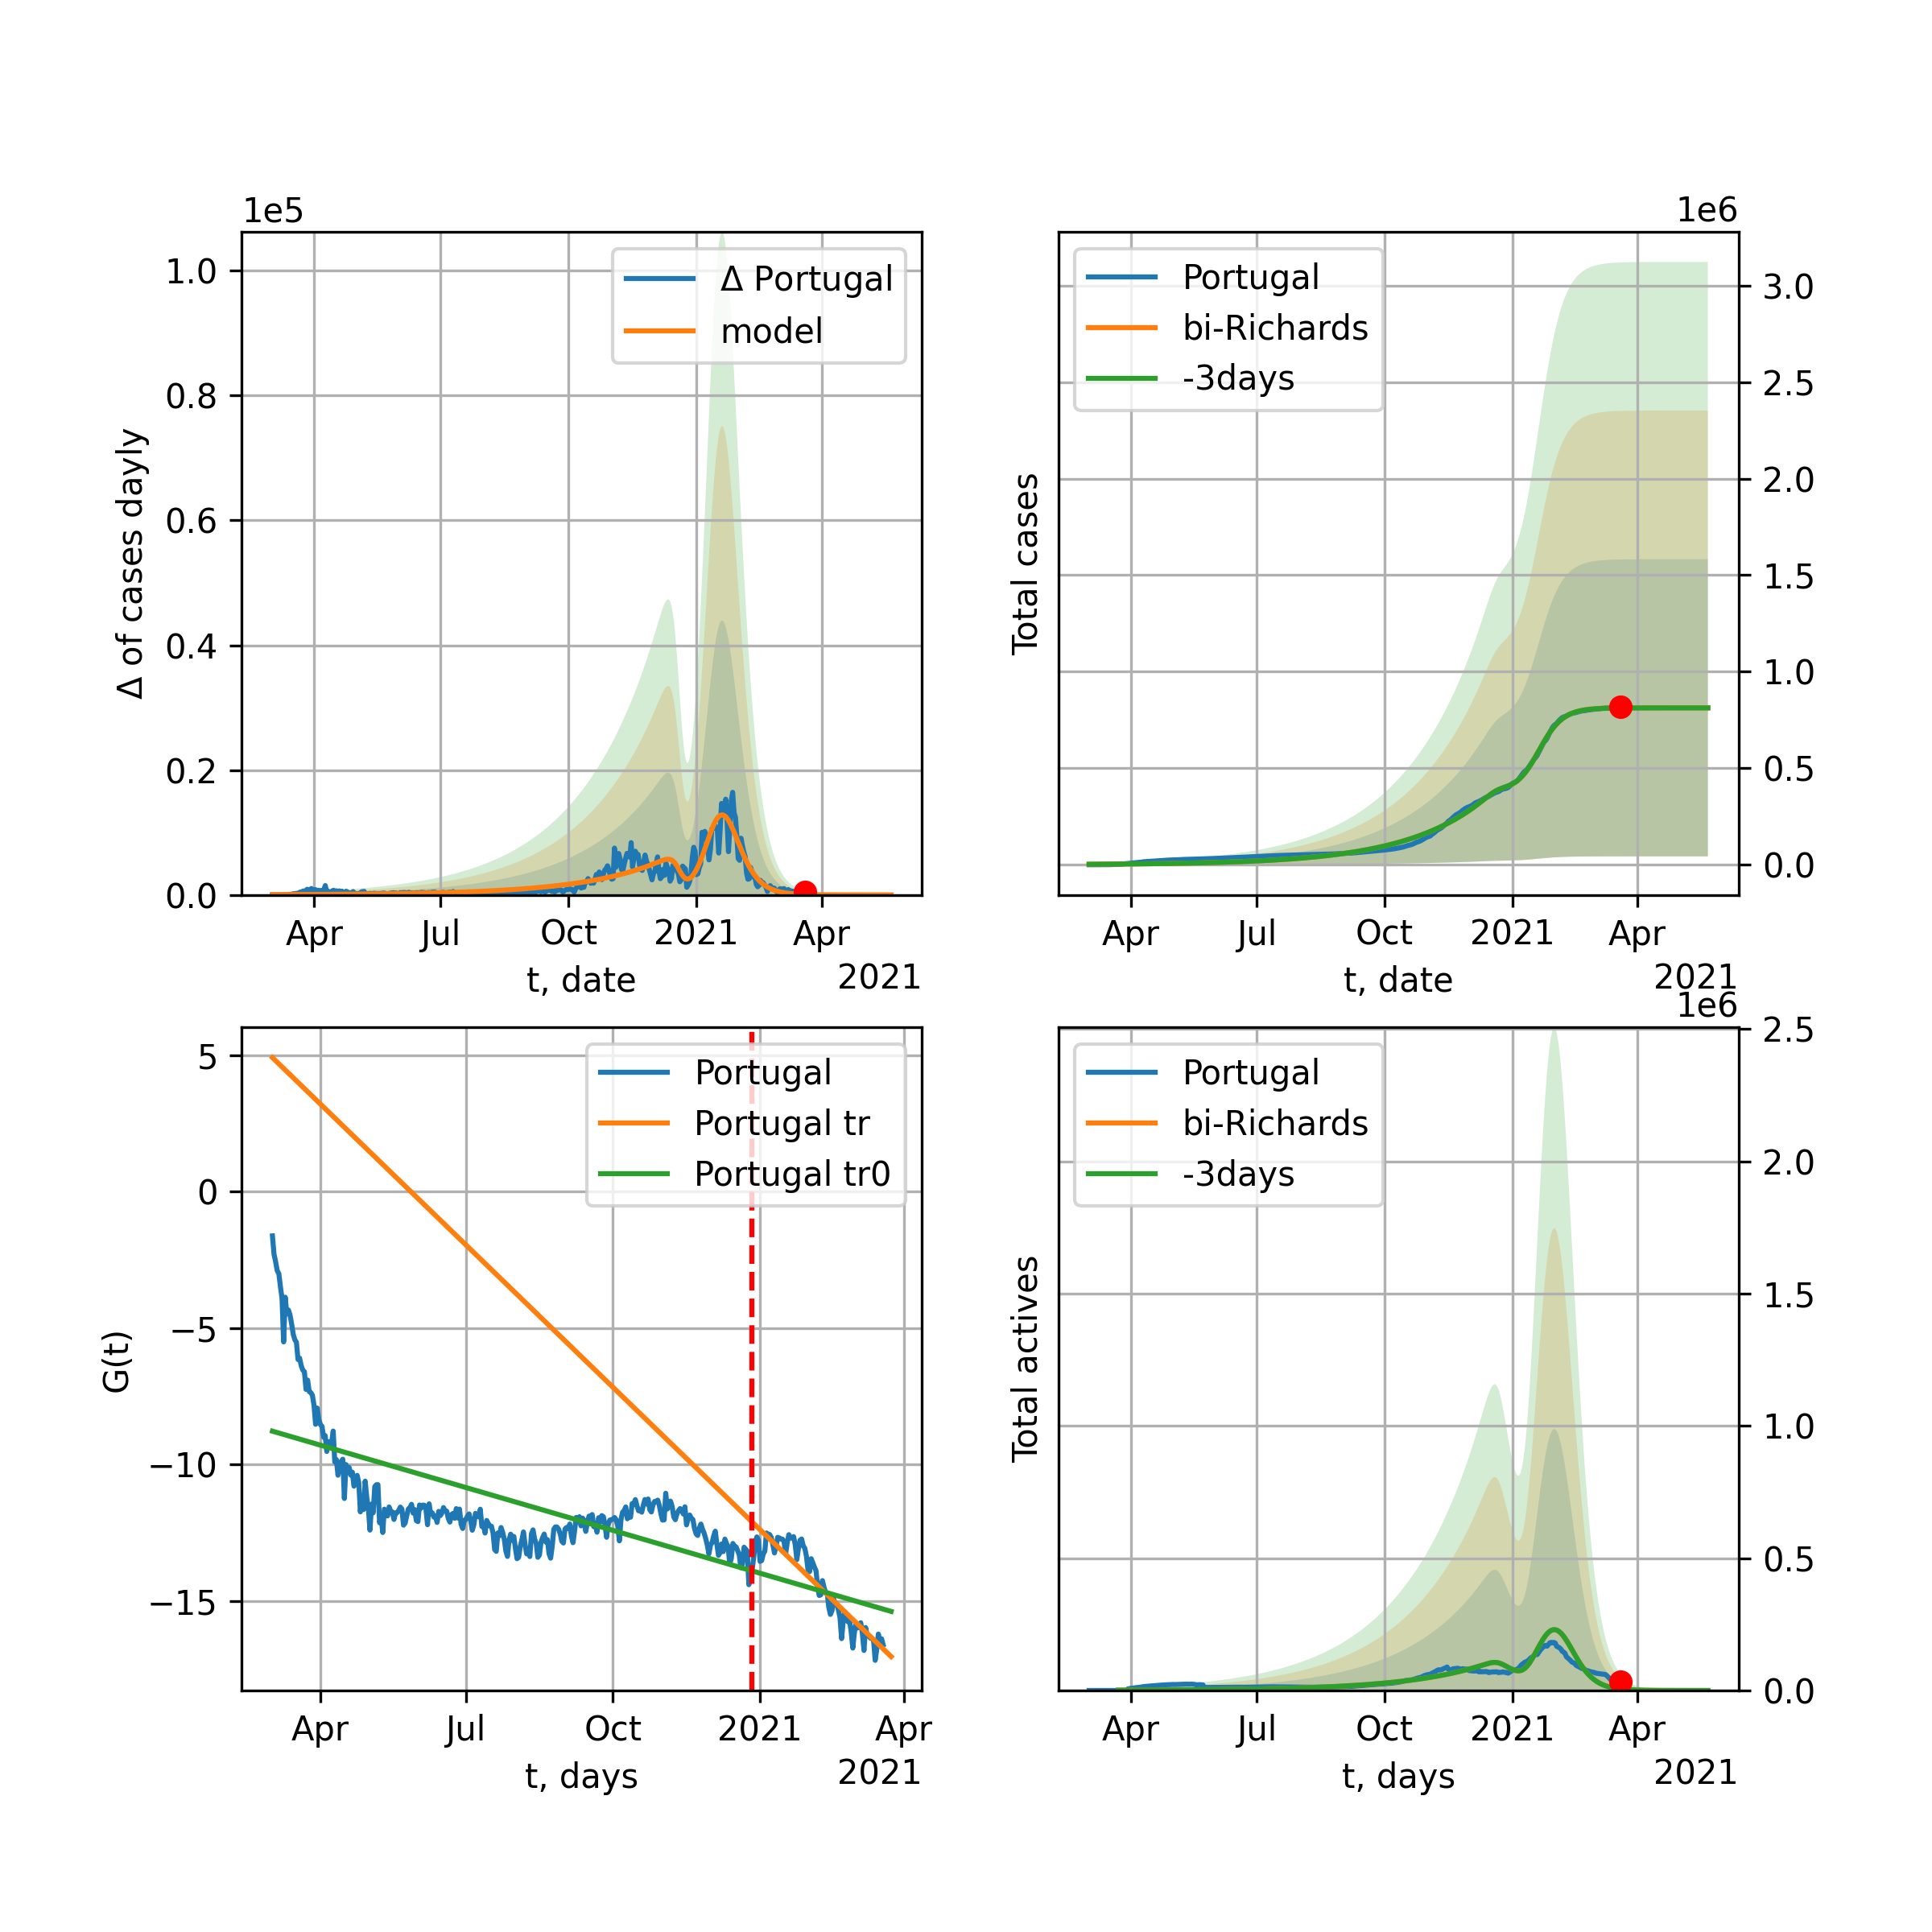 1e5
Δ of cases dayly
1.0
0.8
0.6
0.4
0.2
0.0
Δ Portugal
model
Apr
Jul
Oct
2021
Apr
t, date
2021
1e6
Total cases
Portugal
bi-Richards
-3days
3.0
2.5
2.0
1.5
1.0
0.5
0.0
Apr
Jul
Oct
2021
Apr
t, date
2021
G(t)
5
0
−5
−10
−15
Portugal
Portugal tr
Portugal tr0
Apr
Jul
Oct
2021
Apr
t, days
2021
1e6
Total actives
Portugal
bi-Richards
-3days
2.5
2.0
1.5
1.0
0.5
0.0
Apr
Jul
Oct
2021
Apr
t, days
2021